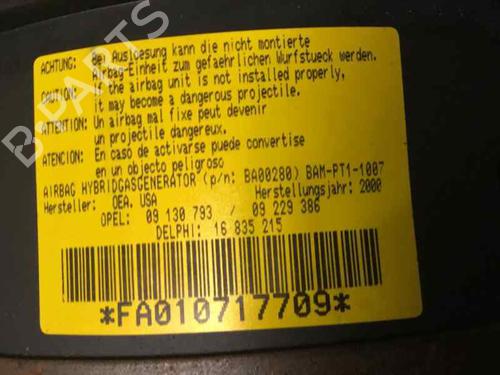 ACHTUNG: Bei Ausloesung kann die nicht montierte
Airbag-Einheit zum gefaehrlichen Wurfstueck werden.
CAUTION: If the airbag unit is not installed properly,
it may become a dangerous projectile.
ATTENTION: Un airbag mal fixe peut devenir
un projectile dangereux.
ATENCION: En caso de activarse puede convertise
en un objecto peligroso
AIRBAG HYBRIDGASGENERATOR (p/n: BA00280) BAM-PT1-1007
Hersteller: OEA. USA Herstellungsjahr: 2000
OPEL: 09 130 793 / 09 229 386
DELPHI: 16 835 215
*FA010717709*
B-PARTS